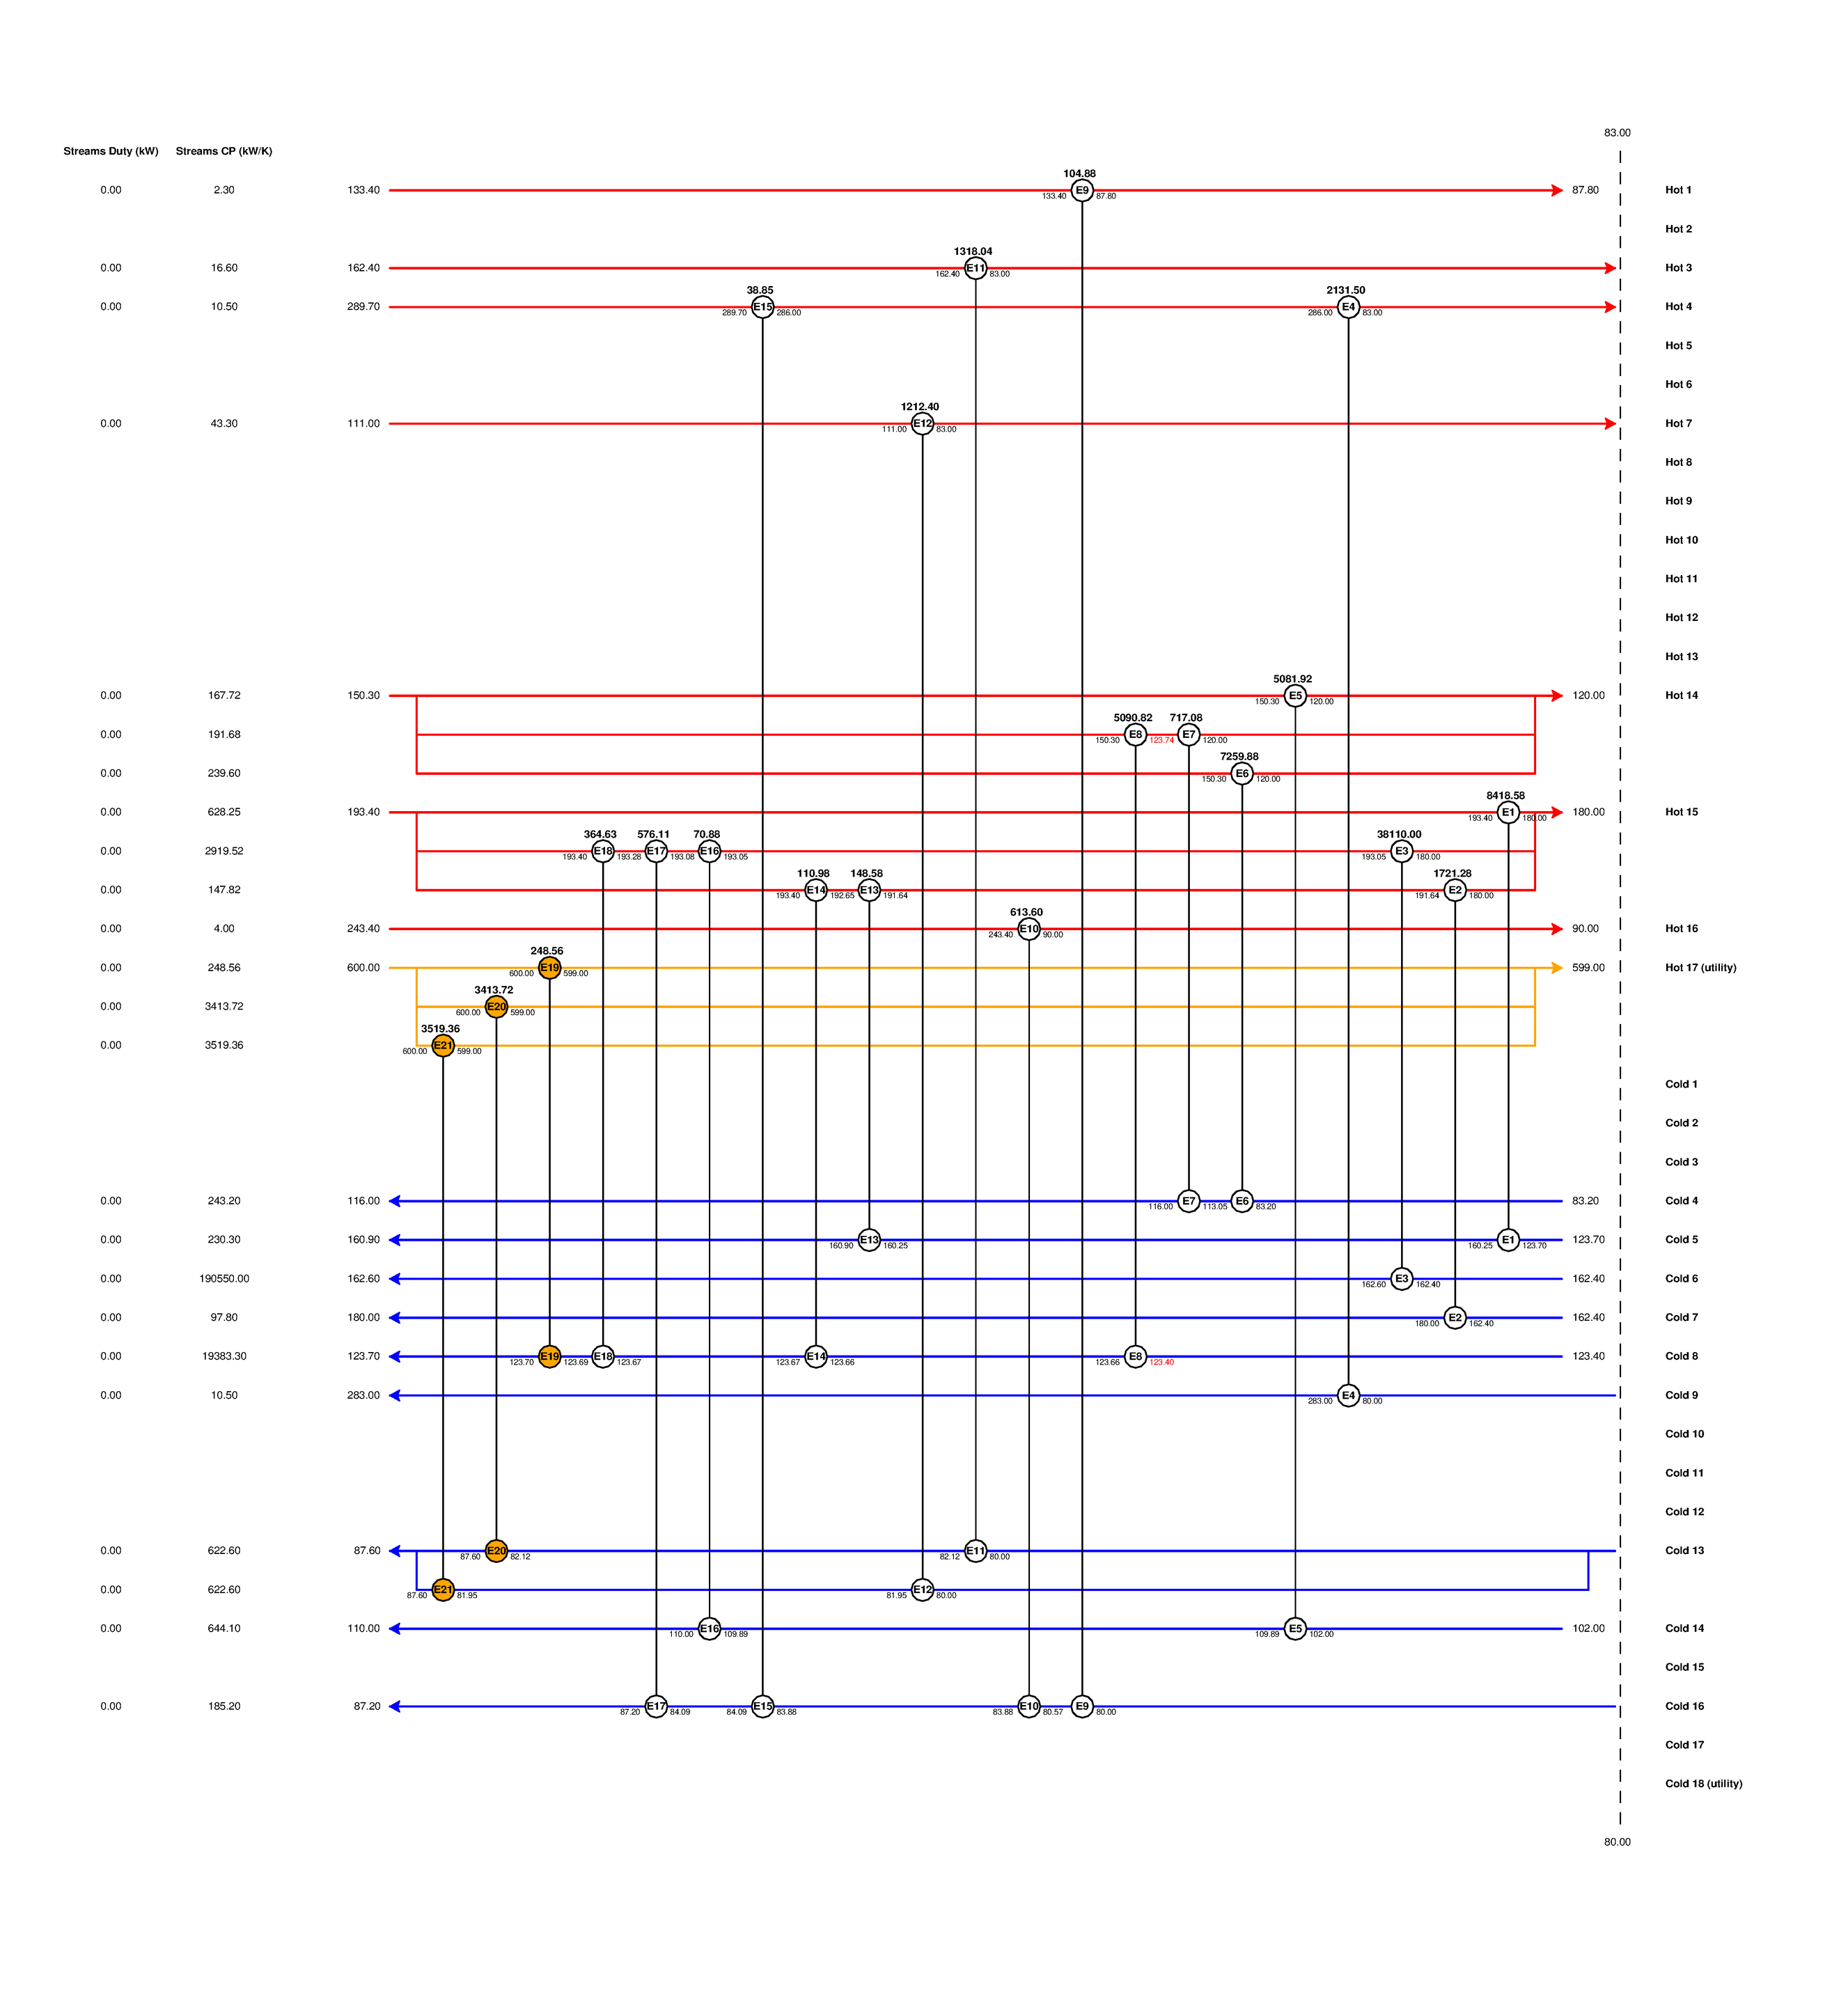 83.00
Streams Duty (kW) Streams CP (kW/K)
104.88
0.00 2.30 133.40 E9 87.80 Hot 1
133.40 87.80
Hot 2
1318.04
0.00 16.60 162.40 E11 Hot 3
162.40 83.00
38.85 2131.50
0.00 10.50 289.70 E15 E4 Hot 4
289.70 286.00 286.00 83.00
Hot 5
Hot 6
1212.40
0.00 43.30 111.00 E12 Hot 7
111.00 83.00
Hot 8
Hot 9
Hot 10
Hot 11
Hot 12
Hot 13
5081.92
0.00 167.72 150.30 E5 120.00 Hot 14
150.30 120.00
5090.82 717.08
0.00 191.68 E8 E7
150.30 123.74 120.00
7259.88
0.00 239.60 E6
150.30 120.00
8418.58
0.00 628.25 193.40 E1 180.00 Hot 15
193.40 180.00
364.63 576.11 70.88 38110.00
0.00 2919.52 E18 E17 E16 E3
193.40 193.28 193.08 193.05 193.05 180.00
110.98 148.58 1721.28
0.00 147.82 E14 E13 E2
193.40 192.65 191.64 191.64 180.00
613.60
0.00 4.00 243.40 E10 90.00 Hot 16
243.40 90.00
248.56
0.00 248.56 600.00 E19 599.00 Hot 17 (utility)
600.00 599.00
3413.72
0.00 3413.72 E20
600.00 599.00
3519.36
0.00 3519.36 E21
600.00 599.00
Cold 1
Cold 2
Cold 3
0.00 243.20 116.00 E7 E6 83.20 Cold 4
116.00 113.05 83.20
0.00 230.30 160.90 E13 E1 123.70 Cold 5
160.90 160.25 160.25 123.70
0.00 190550.00 162.60 E3 162.40 Cold 6
162.60 162.40
0.00 97.80 180.00 E2 162.40 Cold 7
180.00 162.40
0.00 19383.30 123.70 E19 E18 E14 E8 123.40 Cold 8
123.70 123.69 123.67 123.67 123.66 123.66 123.40
0.00 10.50 283.00 E4 Cold 9
283.00 80.00
Cold 10
Cold 11
Cold 12
0.00 622.60 87.60 E20 E11 Cold 13
87.60 82.12 82.12 80.00
0.00 622.60 E21 E12
87.60 81.95 81.95 80.00
0.00 644.10 110.00 E16 E5 102.00 Cold 14
110.00 109.89 109.89 102.00
Cold 15
0.00 185.20 87.20 E17 E15 E10 E9 Cold 16
87.20 84.09 84.09 83.88 83.88 80.57 80.00
Cold 17
Cold 18 (utility)
80.00